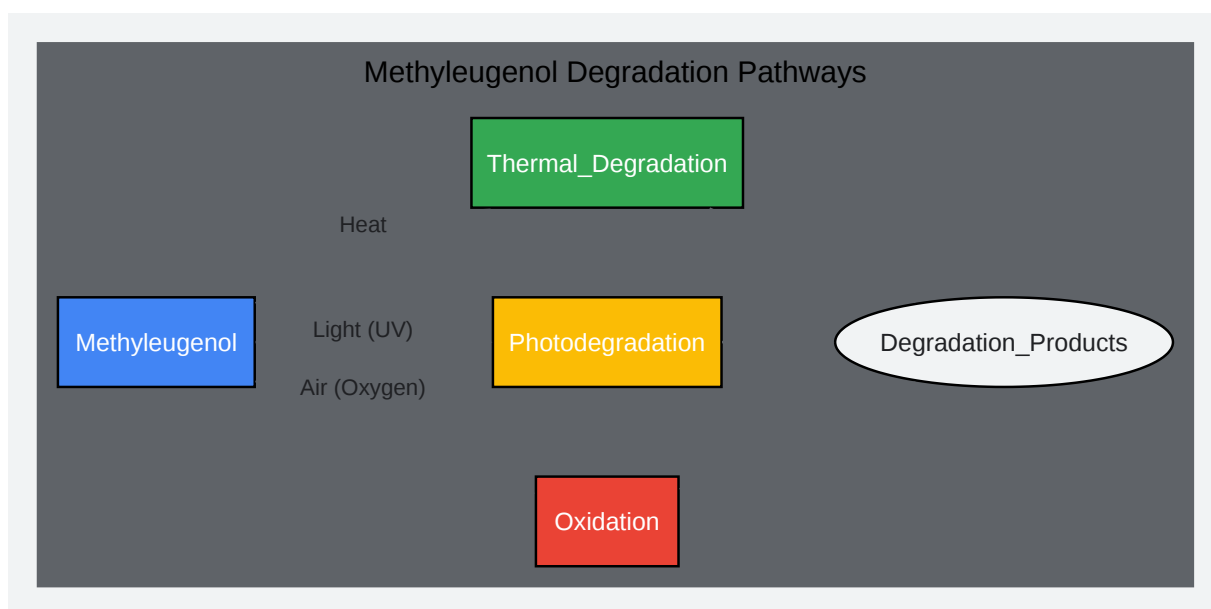 Methyleugenol Degradation Pathways
Thermal_Degradation
Heat
Methyleugenol
Light (UV)
Photodegradation
Degradation_Products
Air (Oxygen)
Oxidation